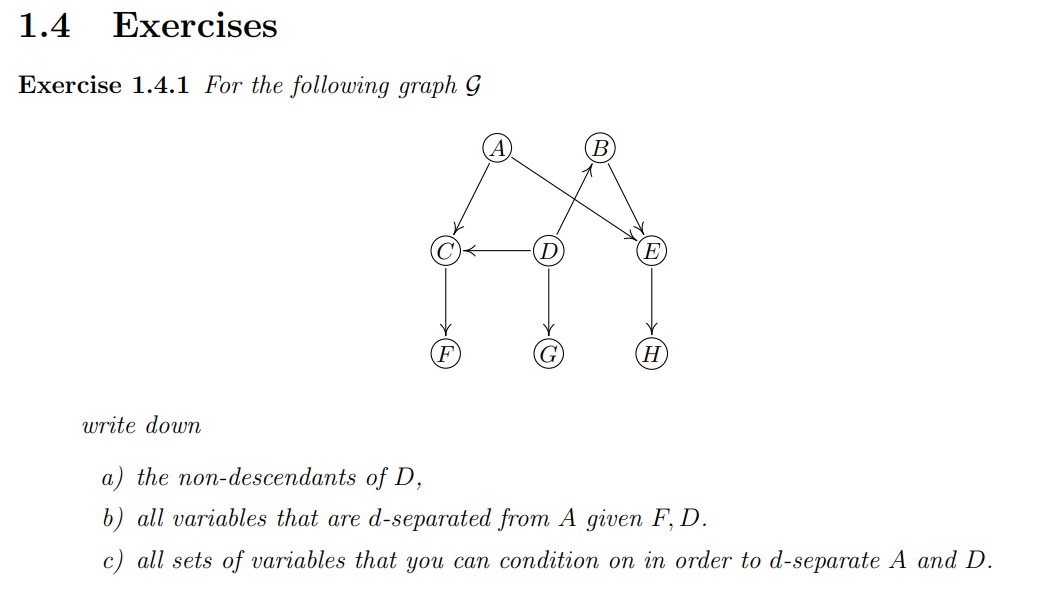 1.4 Exercises
Exercise 1.4.1 For the following graph 𝒢
A B
C D E
F G H
write down
a) the non-descendants of D,
b) all variables that are d-separated from A given F, D.
c) all sets of variables that you can condition on in order to d-separate A and D.